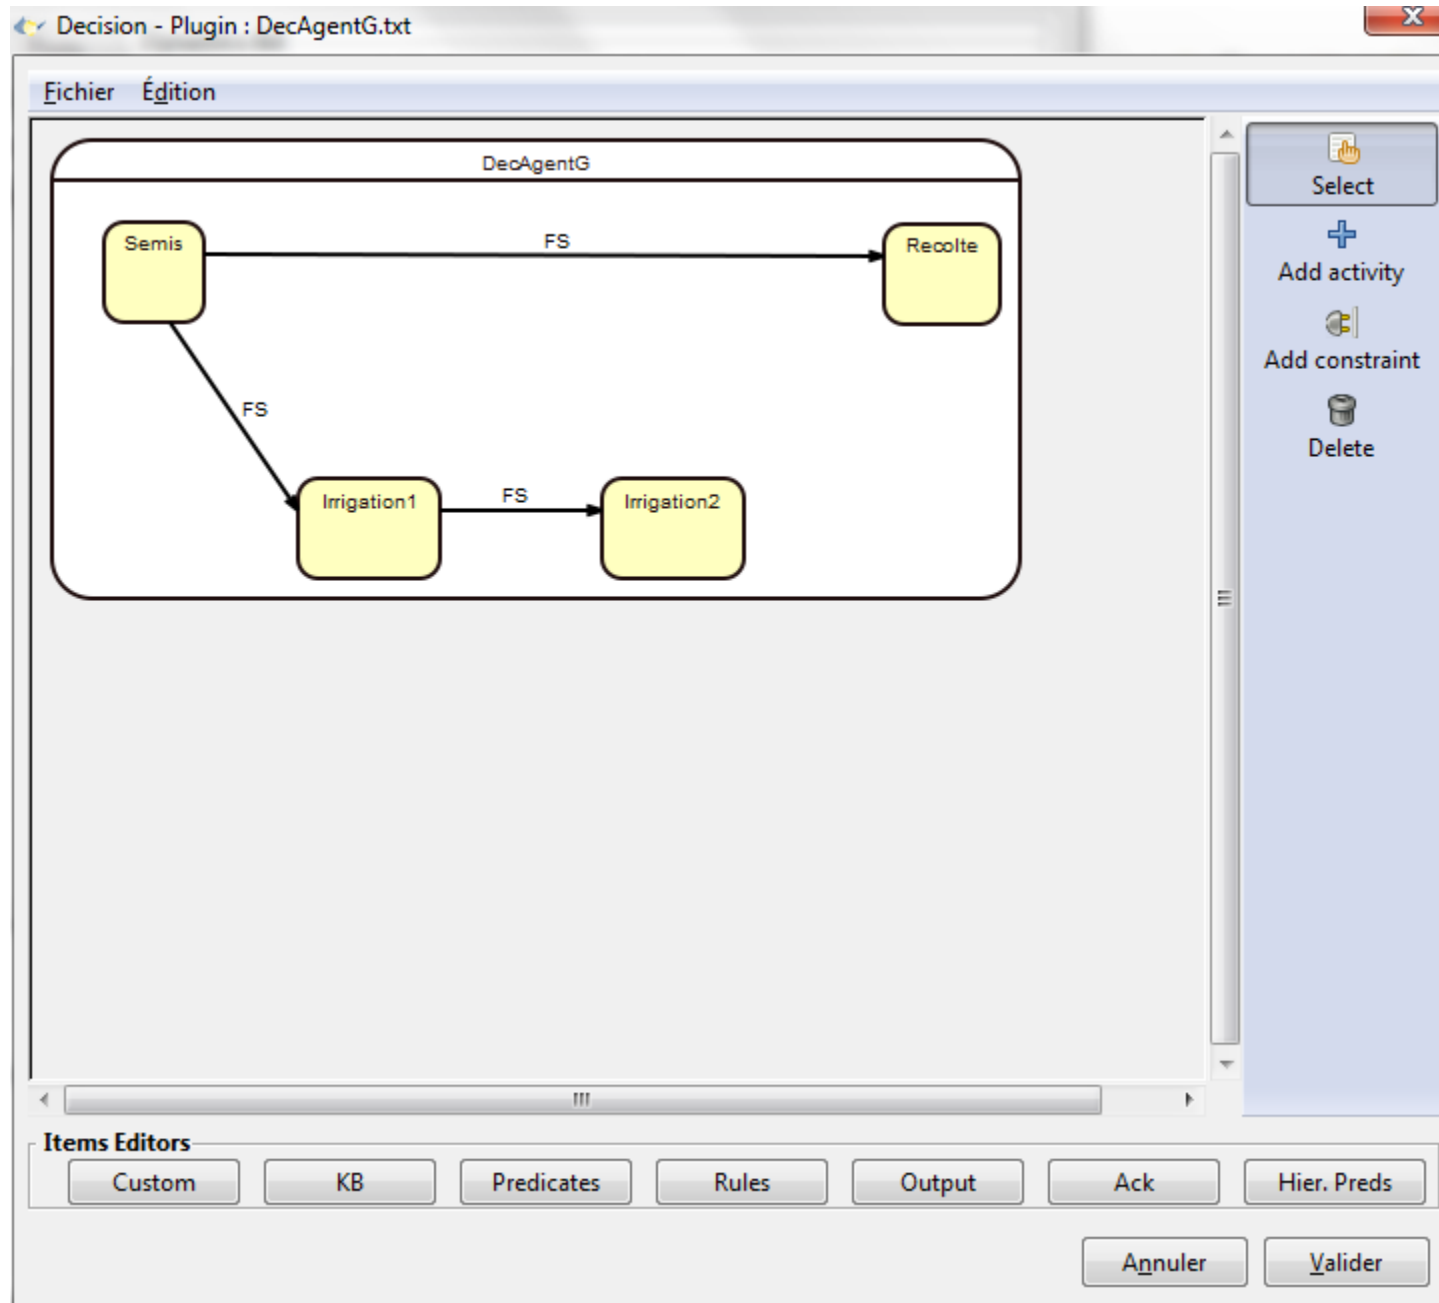 Decision - Plugin : DecAgentG.txt
Fichier Édition
DecAgentG
Select
Semis
FS
Recolte
Add activity
Add constraint
FS
Delete
Irrigation1
FS
Irrigation2
Items Editors
Custom KB Predicates Rules Output Ack Hier. Preds
Annuler Valider